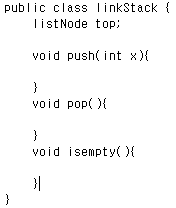 public class linkStack {
    listNode top;
    void push(int x){
    }
    void pop(){
    }
    void isempty(){
    }
}